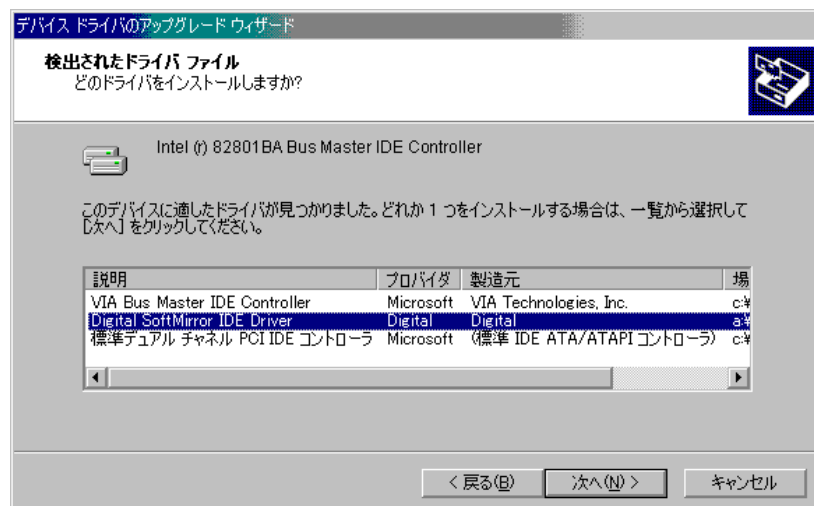 デバイス ドライバのアップグレード ウィザード
検出されたドライバ ファイル
どのドライバをインストールしますか?
Intel (r) 82801BA Bus Master IDE Controller
このデバイスに適したドライバが見つかりました。どれか 1 つをインストールする場合は、一覧から選択して
[次へ] をクリックしてください。
説明 プロバイダ 製造元 場
VIA Bus Master IDE Controller Microsoft VIA Technologies, Inc. c:¥
Digital SoftMirror IDE Driver Digital Digital a:¥
標準デュアル チャネル PCI IDE コントローラ Microsoft (標準 IDE ATA/ATAPI コントローラ) c:¥
< 戻る(B) 次へ(N) > キャンセル